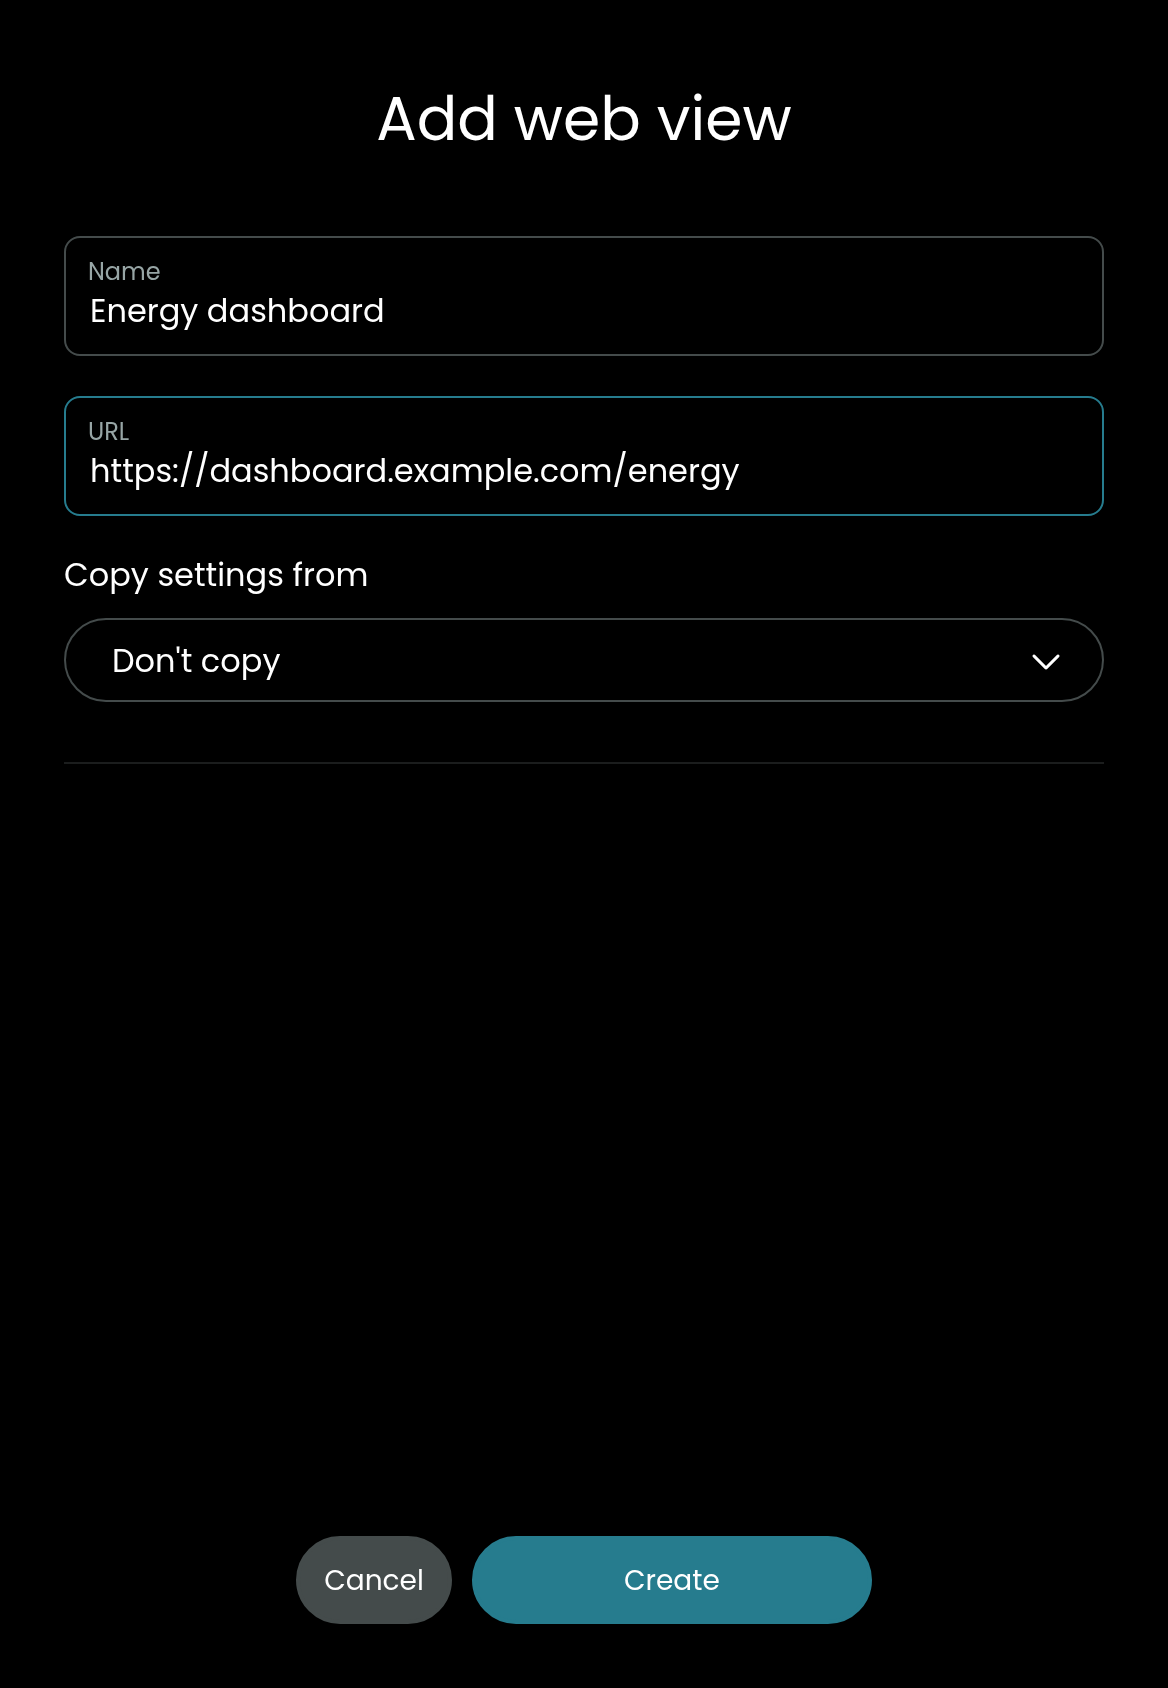 Add web view
Name
Energy dashboard
URL
https://dashboard.example.com/energy
Copy settings from
Don't copy
Cancel
Create